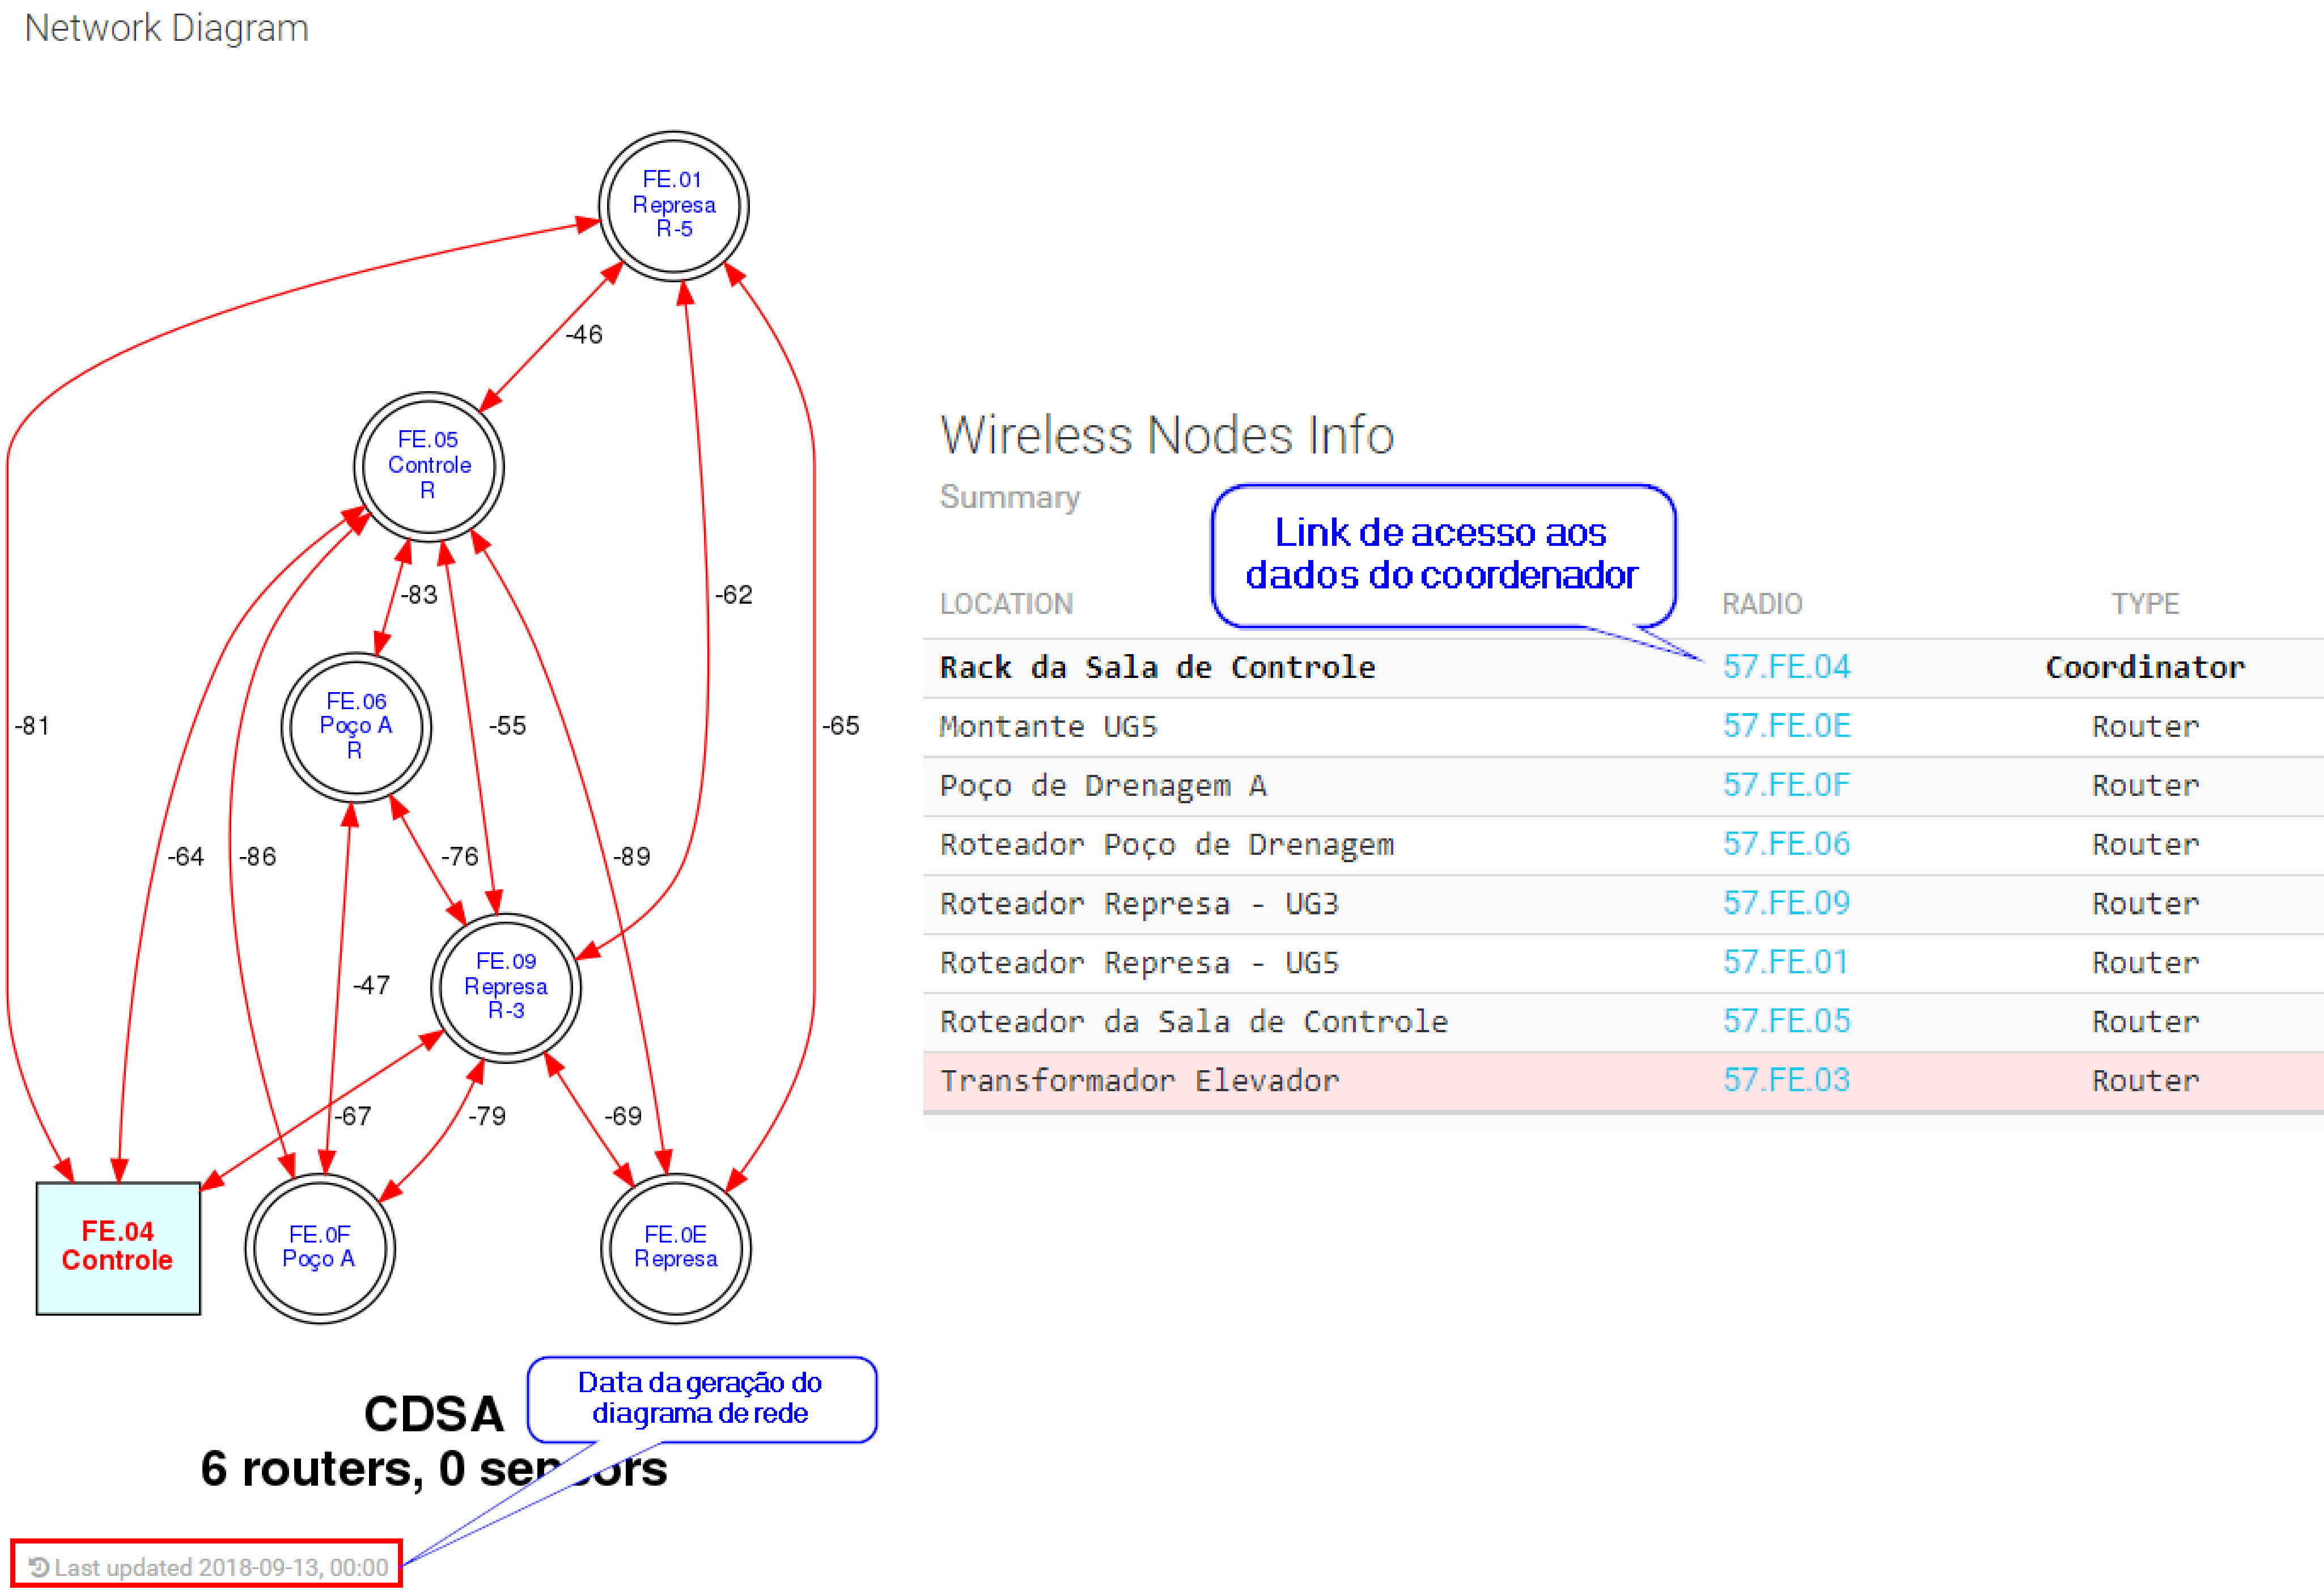 Network Diagram
FE.01
Represa
R-5
-46
FE.05
Controle
R
-83
-62
FE.06
Poço A
R
-81
-55
-65
-64
-86
-76
-89
FE.09
Represa
R-3
-47
-67
-79
-69
FE.04
Controle
FE.0F
Poço A
FE.0E
Represa
Data da geração do
diagrama de rede
CDSA
6 routers, 0 sensors
Last updated 2018-09-13, 00:00
Wireless Nodes Info
Summary
Link de acesso aos
dados do coordenador
LOCATION RADIO TYPE
Rack da Sala de Controle 57.FE.04 Coordinator
Montante UG5 57.FE.0E Router
Poço de Drenagem A 57.FE.0F Router
Roteador Poço de Drenagem 57.FE.06 Router
Roteador Represa - UG3 57.FE.09 Router
Roteador Represa - UG5 57.FE.01 Router
Roteador da Sala de Controle 57.FE.05 Router
Transformador Elevador 57.FE.03 Router